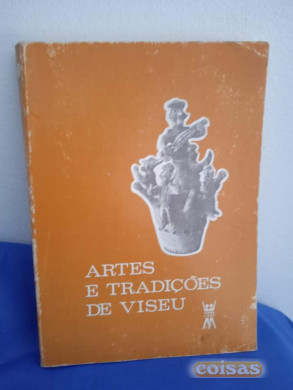 ARTES
E TRADIÇÕES
DE VISEU
coisas